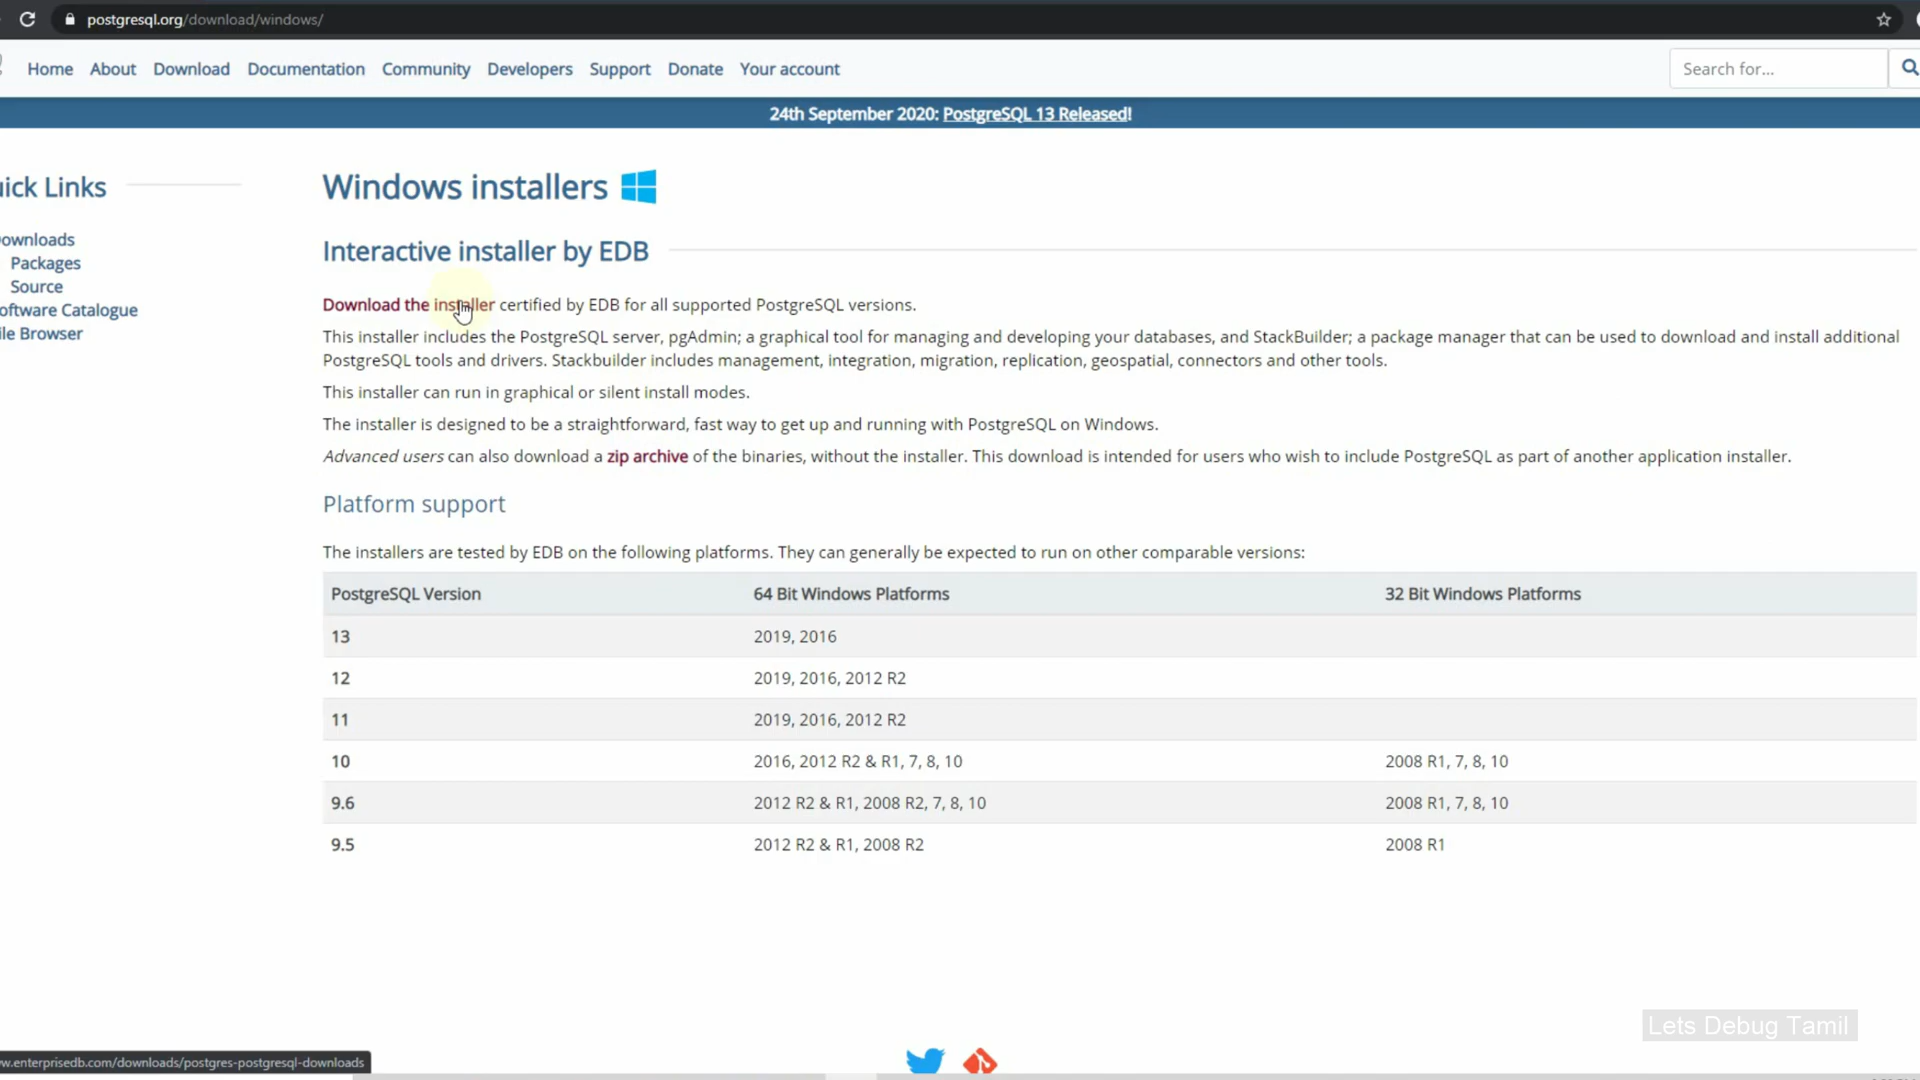 postgresql.org/download/windows/
Home About Download Documentation Community Developers Support Donate Your account
Search for...
24th September 2020: PostgreSQL 13 Released!
uick Links
ownloads
Packages
Source
oftware Catalogue
ile Browser
Windows installers
Interactive installer by EDB
Download the installer certified by EDB for all supported PostgreSQL versions.
This installer includes the PostgreSQL server, pgAdmin; a graphical tool for managing and developing your databases, and StackBuilder; a package manager that can be used to download and install additional
PostgreSQL tools and drivers. Stackbuilder includes management, integration, migration, replication, geospatial, connectors and other tools.
This installer can run in graphical or silent install modes.
The installer is designed to be a straightforward, fast way to get up and running with PostgreSQL on Windows.
Advanced users can also download a zip archive of the binaries, without the installer. This download is intended for users who wish to include PostgreSQL as part of another application installer.
Platform support
The installers are tested by EDB on the following platforms. They can generally be expected to run on other comparable versions:
PostgreSQL Version 64 Bit Windows Platforms 32 Bit Windows Platforms
13 2019, 2016
12 2019, 2016, 2012 R2
11 2019, 2016, 2012 R2
10 2016, 2012 R2 & R1, 7, 8, 10 2008 R1, 7, 8, 10
9.6 2012 R2 & R1, 2008 R2, 7, 8, 10 2008 R1, 7, 8, 10
9.5 2012 R2 & R1, 2008 R2 2008 R1
Lets Debug Tamil
w.enterprisedb.com/downloads/postgres-postgresql-downloads